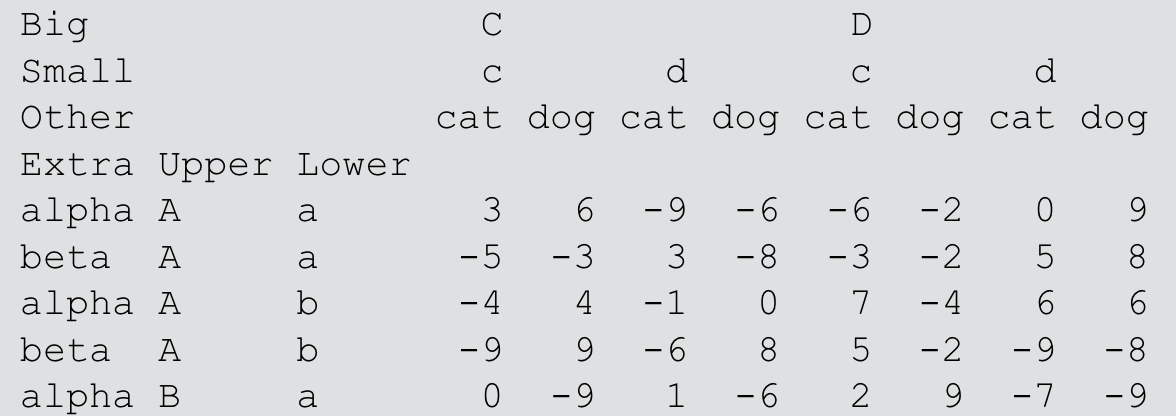 Big                 C               D
Small               c       d       c       d
Other             cat dog cat dog cat dog cat dog
Extra Upper Lower
alpha A     a       3   6  -9  -6  -6  -2   0   9
beta  A     a      -5  -3   3  -8  -3  -2   5   8
alpha A     b      -4   4  -1   0   7  -4   6   6
beta  A     b      -9   9  -6   8   5  -2  -9  -8
alpha B     a       0  -9   1  -6   2   9  -7  -9